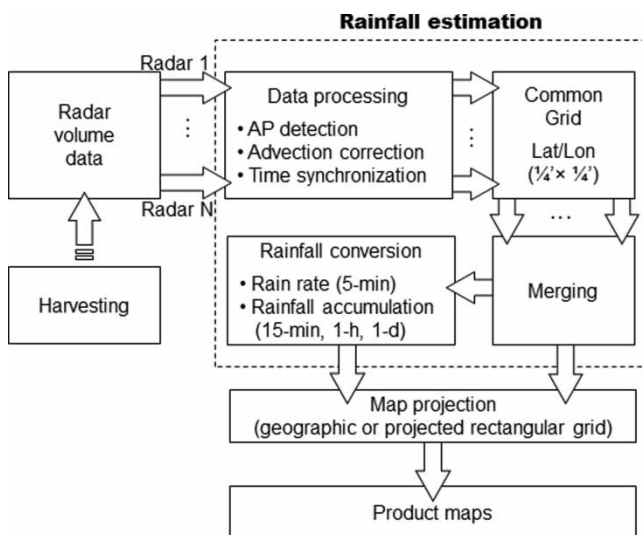 Rainfall estimation
Radar 1
Radar
volume
data
Radar N
Harvesting
Data processing
• AP detection
• Advection correction
• Time synchronization
Common
Grid
Lat/Lon
(¼'× ¼')
Rainfall conversion
• Rain rate (5-min)
• Rainfall accumulation
(15-min, 1-h, 1-d)
Merging
Map projection
(geographic or projected rectangular grid)
Product maps